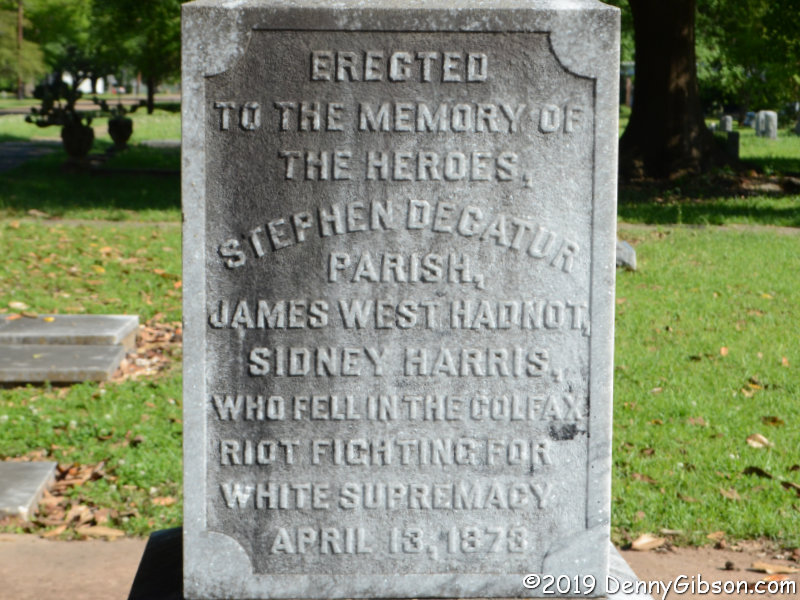 ERECTED
TO THE MEMORY OF
THE HEROES,
STEPHEN DECATUR
PARISH,
JAMES WEST HADNOT,
SIDNEY HARRIS,
WHO FELL IN THE COLFAX
RIOT FIGHTING FOR
WHITE SUPREMACY
APRIL 13, 1873
©2019 DennyGibson.com